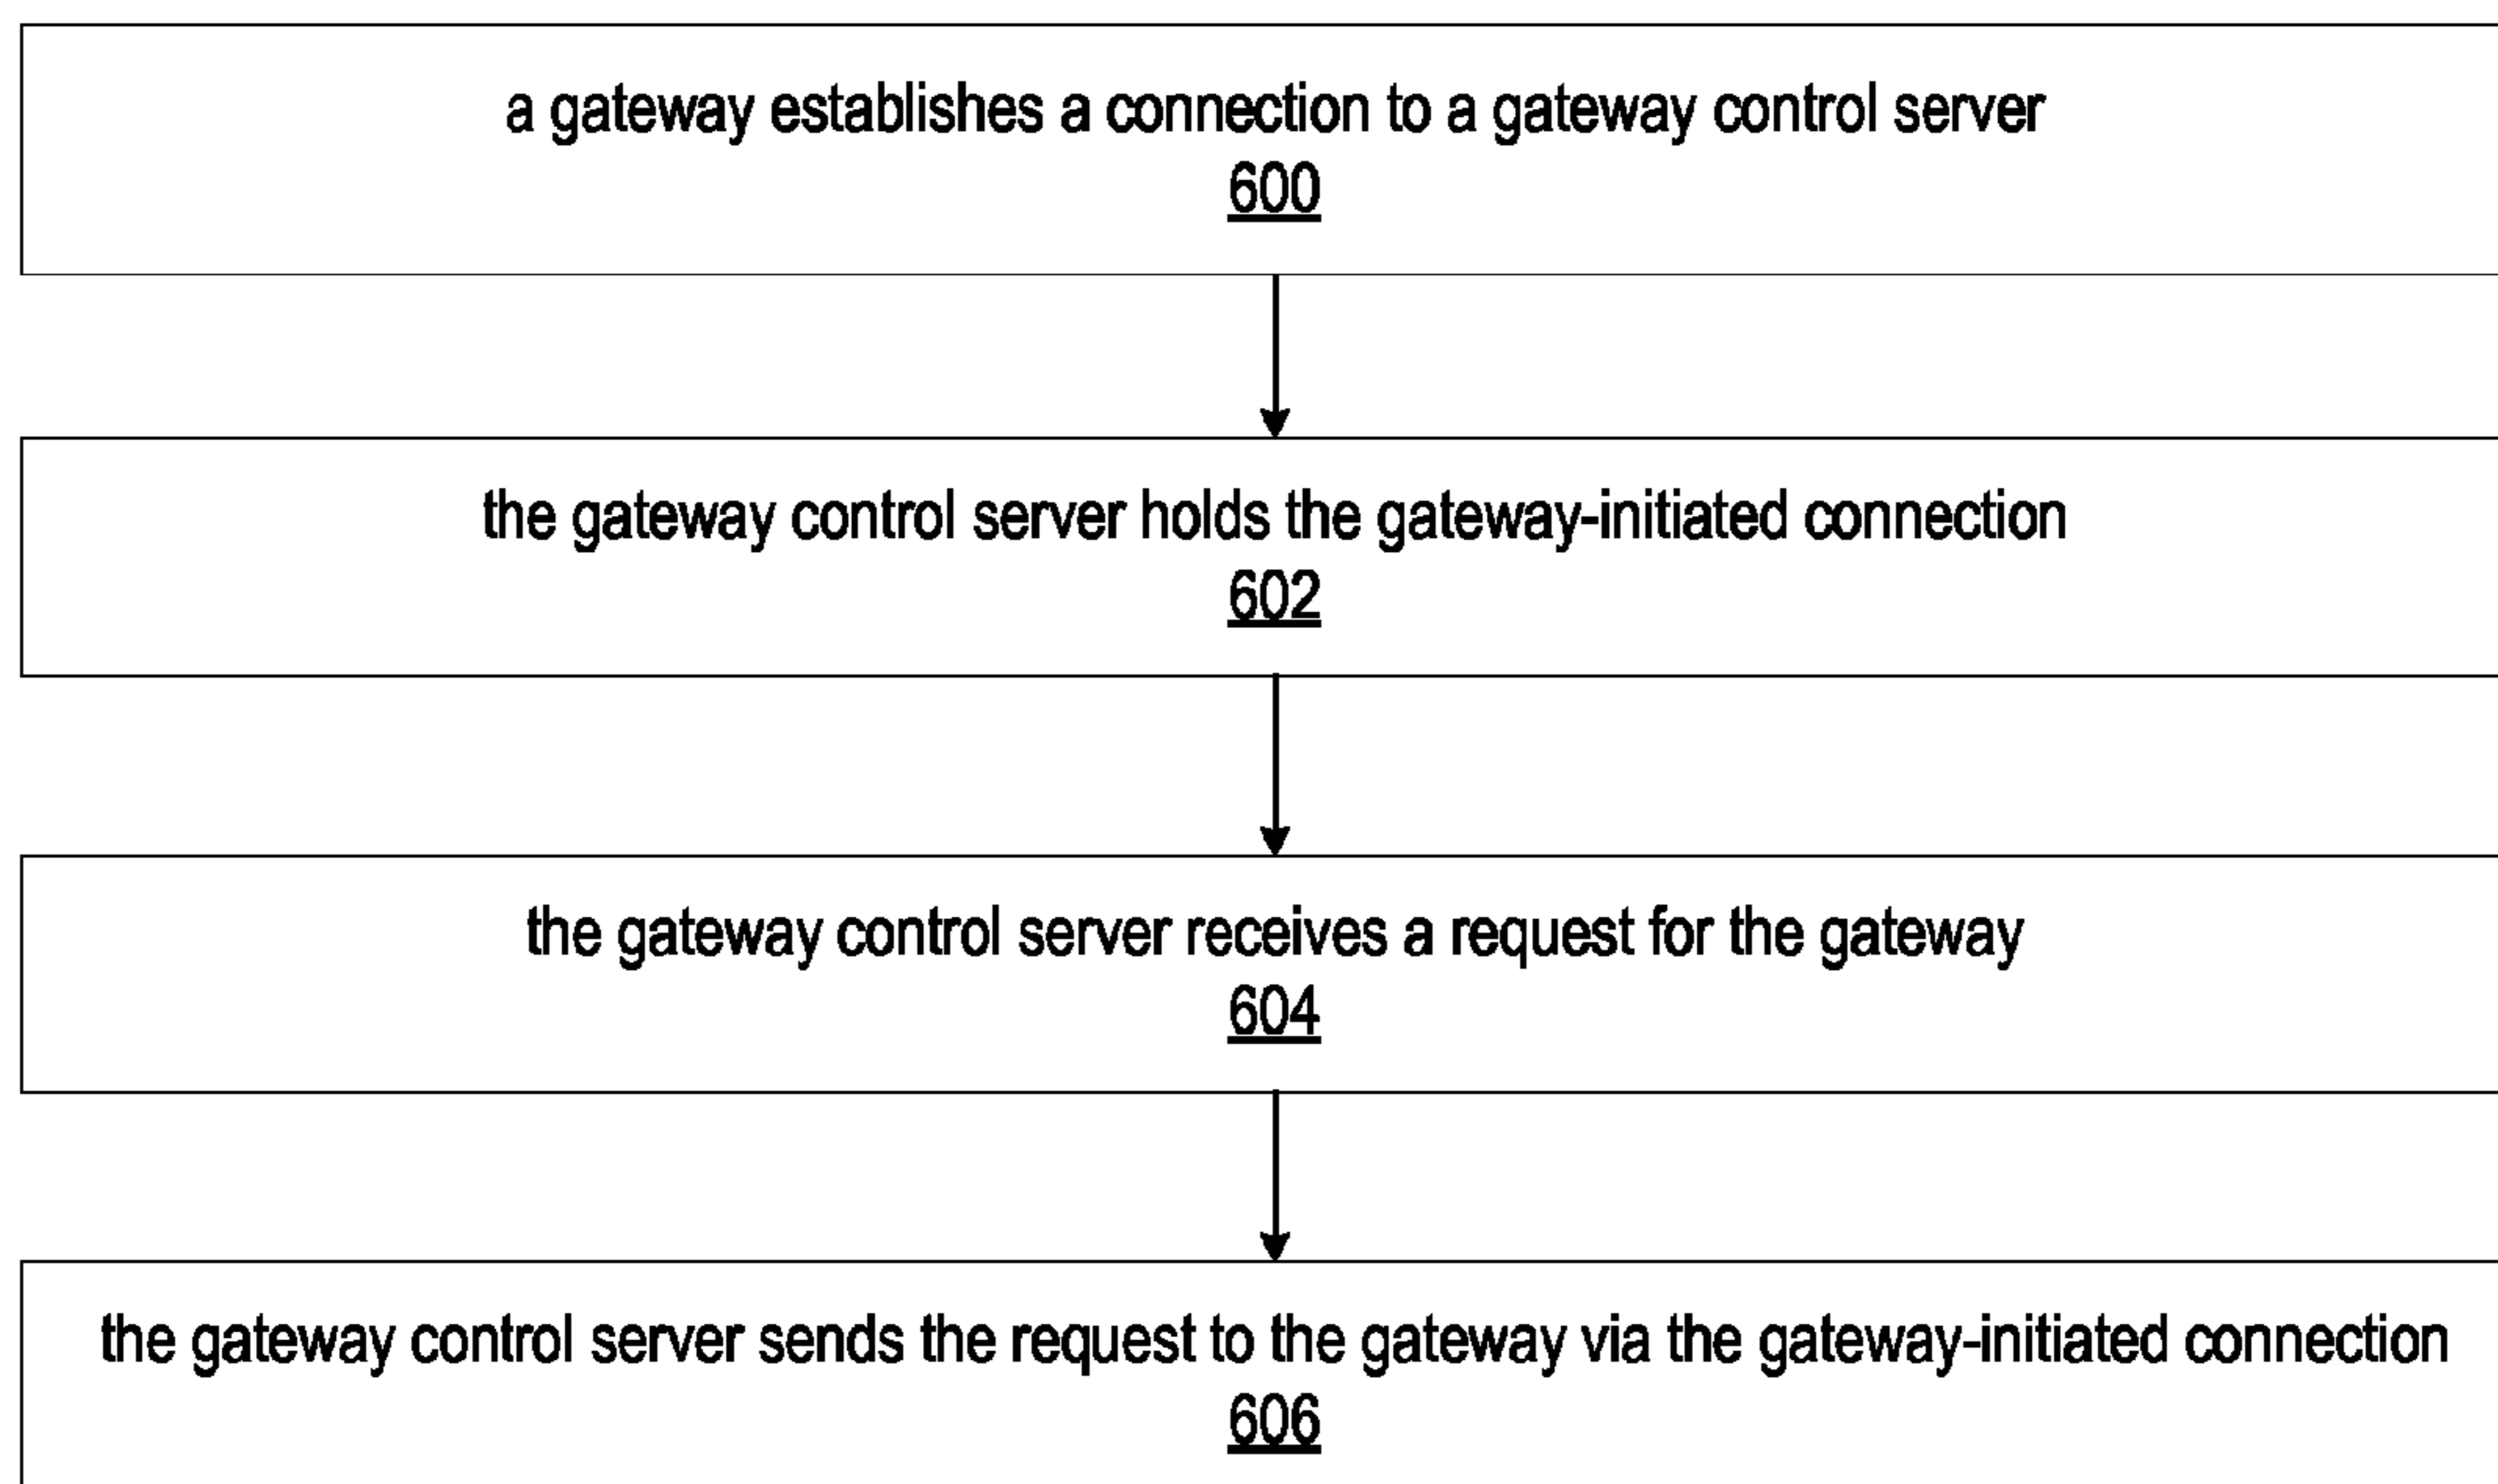 a gateway establishes a connection to a gateway control server
600
the gateway control server holds the gateway-initiated connection
602
the gateway control server receives a request for the gateway
604
the gateway control server sends the request to the gateway via the gateway-initiated connection
606